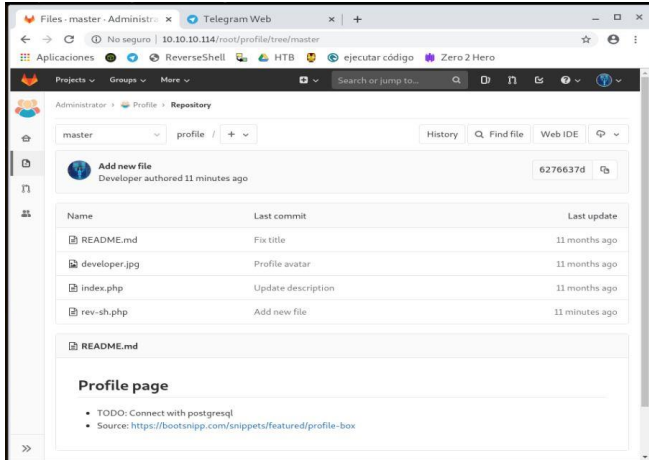 Files · master · Administra
Telegram Web
No seguro
10.10.10.114/root/profile/tree/master
Aplicaciones
ReverseShell
HTB
ejecutar código
Zero 2 Hero
Projects
Groups
More
Search or jump to...
Administrator
Profile
Repository
master
profile /
History
Find file
Web IDE
Add new file
Developer authored 11 minutes ago
6276637d
Name
Last commit
Last update
README.md
Fix title
11 months ago
developer.jpg
Profile avatar
11 months ago
index.php
Update description
11 months ago
rev-sh.php
Add new file
11 minutes ago
README.md
Profile page
TODO: Connect with postgresql
Source: https://bootsnipp.com/snippets/featured/profile-box